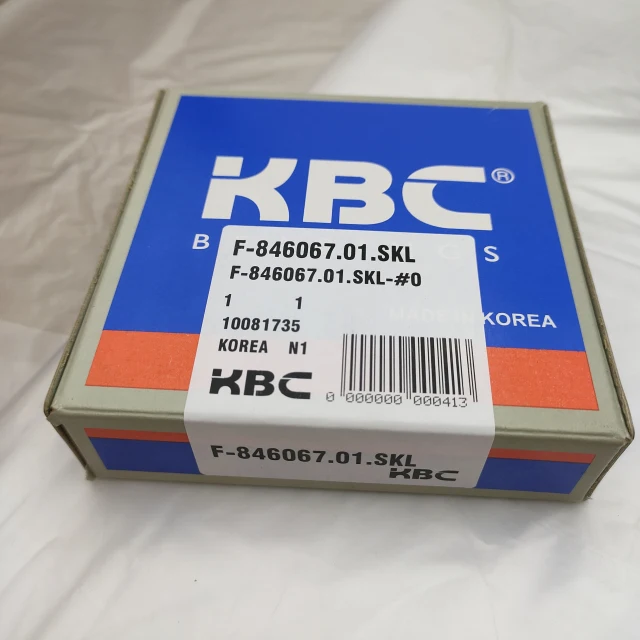 KBC®
B GS
F-846067.01.SKL
F-846067.01.SKL-#0
1 1
MADE IN KOREA
10081735
KOREA N1
KBC
0 000000 000413
F-846067.01.SKL
KBC